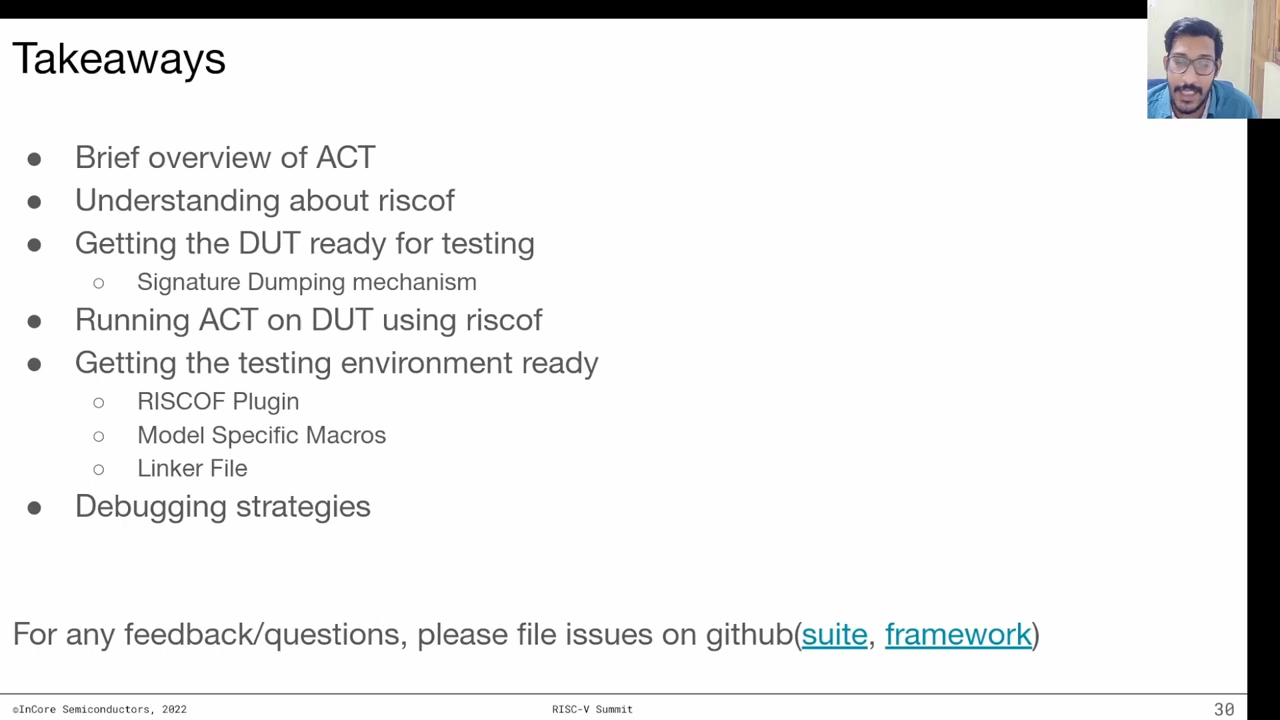 Takeaways
● Brief overview of ACT
● Understanding about riscof
● Getting the DUT ready for testing
○ Signature Dumping mechanism
● Running ACT on DUT using riscof
● Getting the testing environment ready
○ RISCOF Plugin
○ Model Specific Macros
○ Linker File
● Debugging strategies
For any feedback/questions, please file issues on github(suite, framework)
©InCore Semiconductors, 2022 RISC-V Summit 30